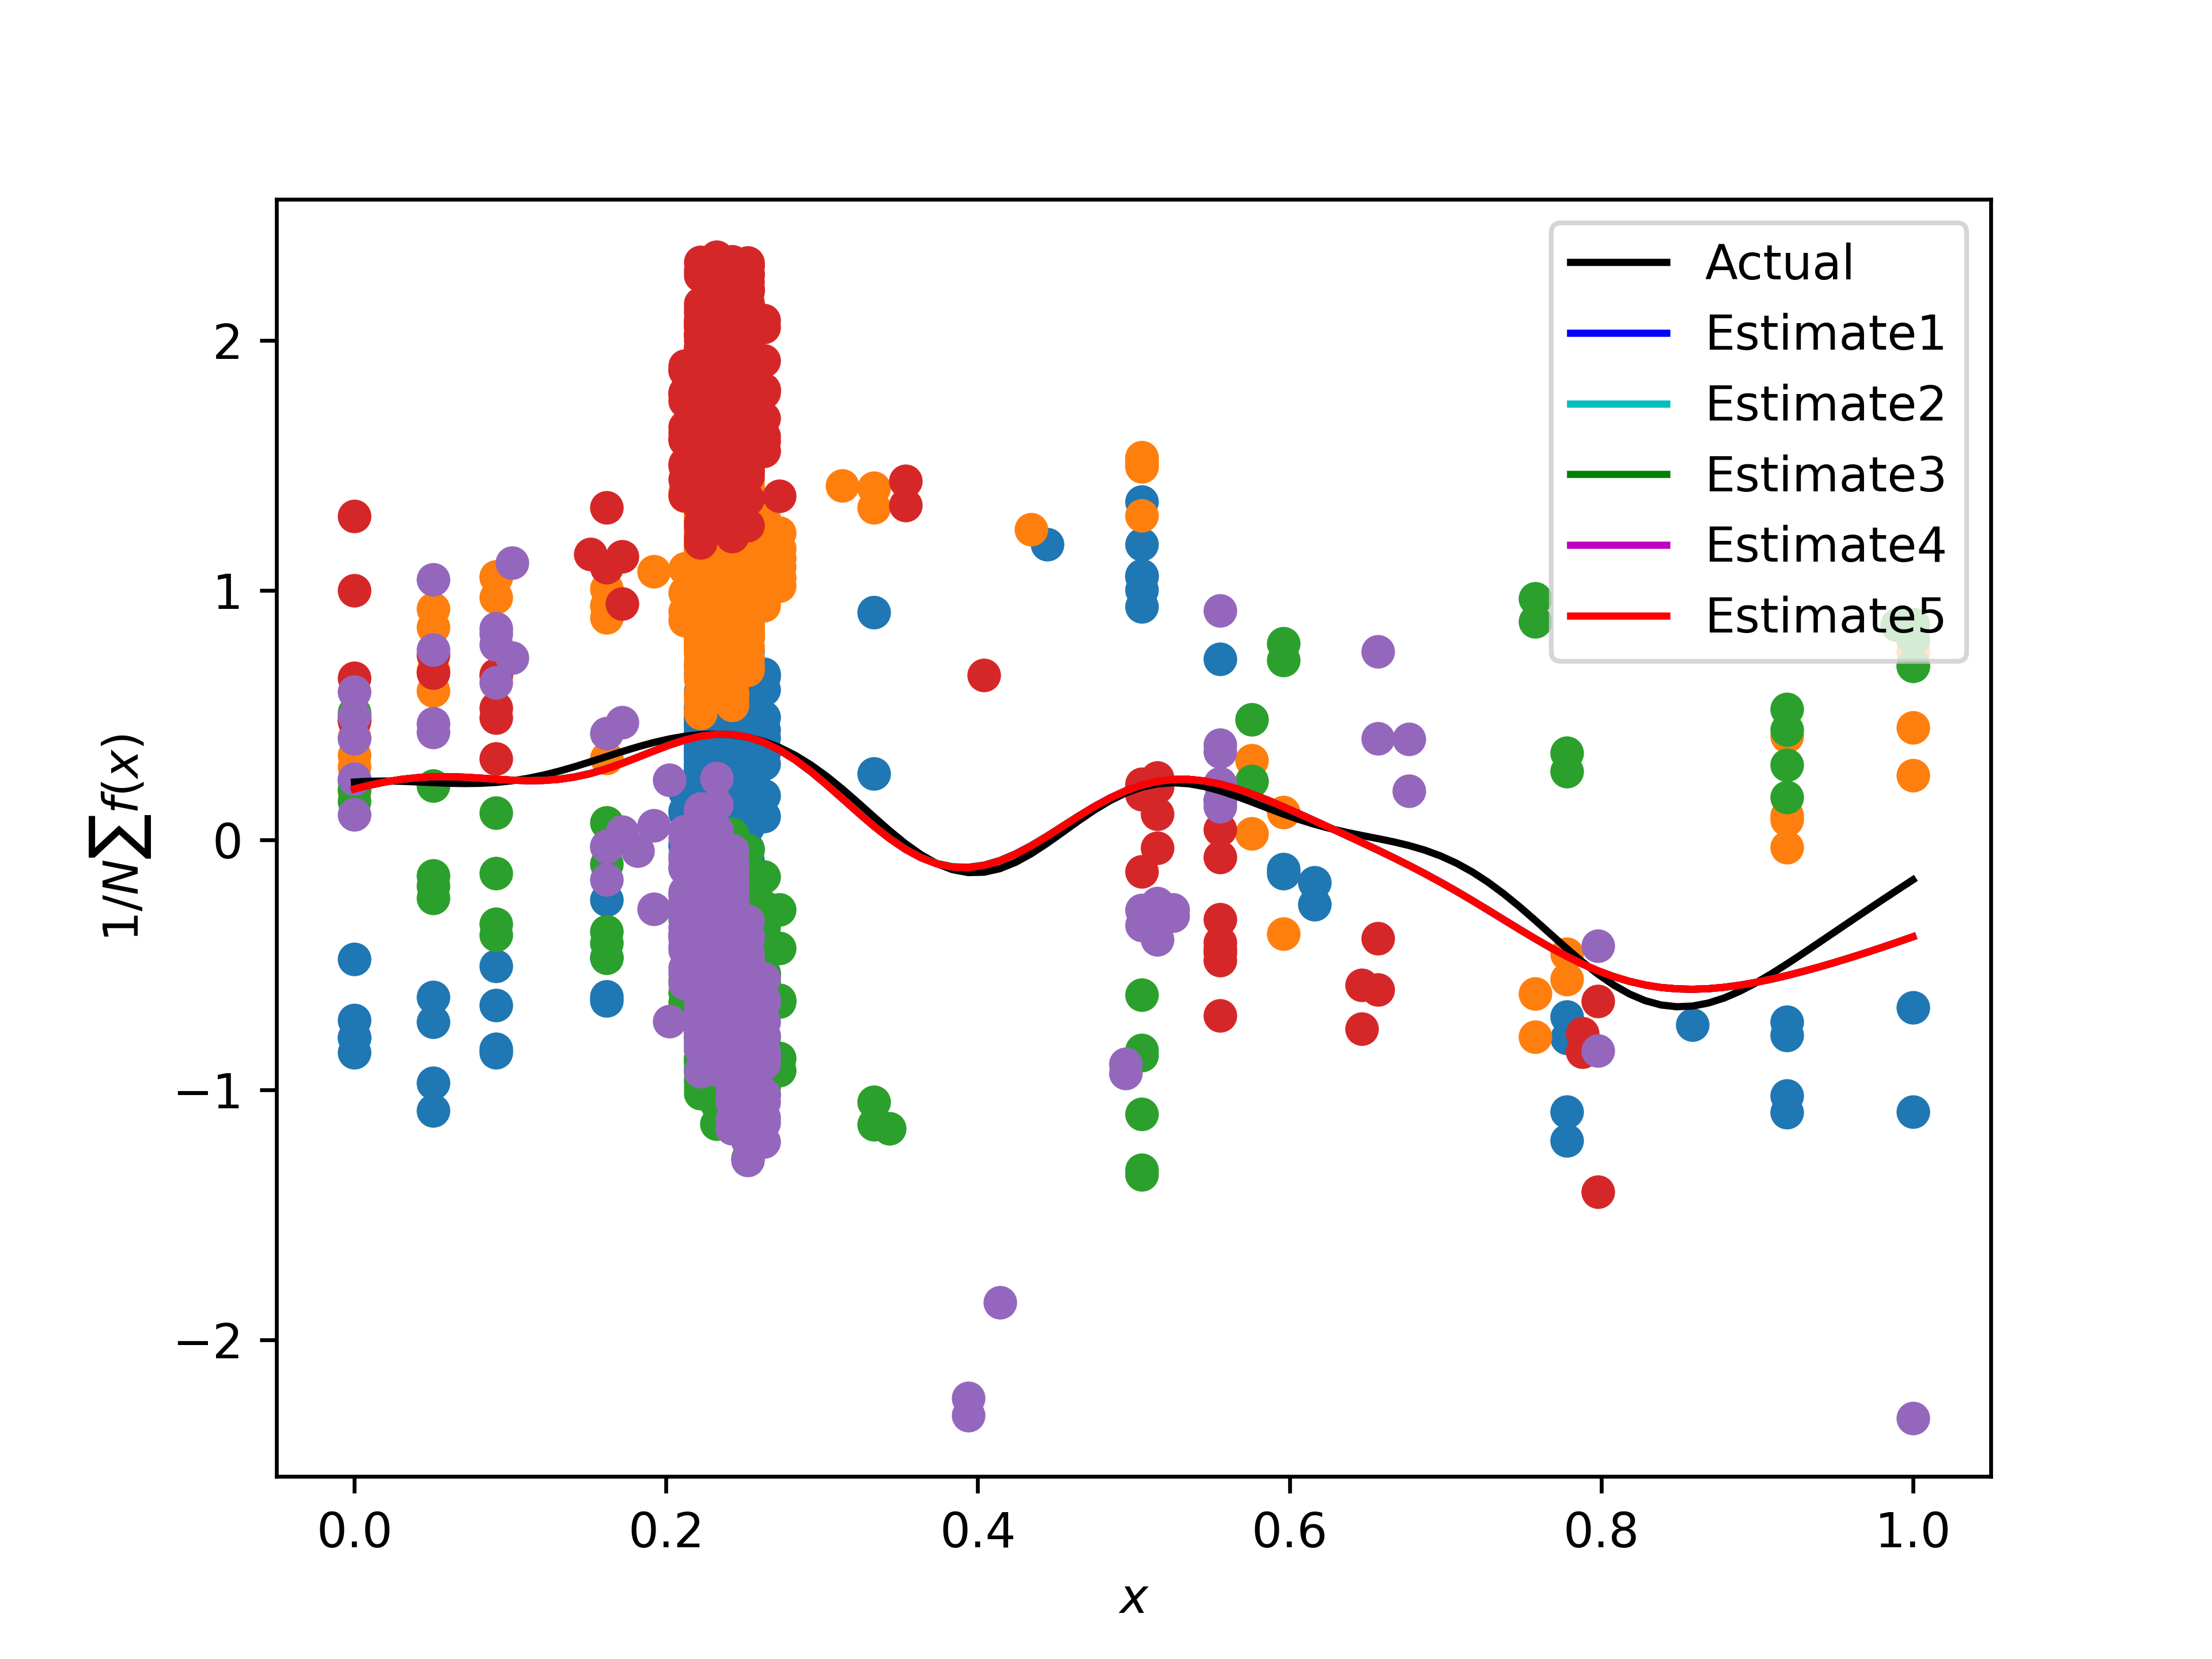 Actual
Estimate1
Estimate2
Estimate3
Estimate4
Estimate5
2
1
0
−1
−2
1/N∑f(x)
0.0 0.2 0.4 0.6 0.8 1.0
x